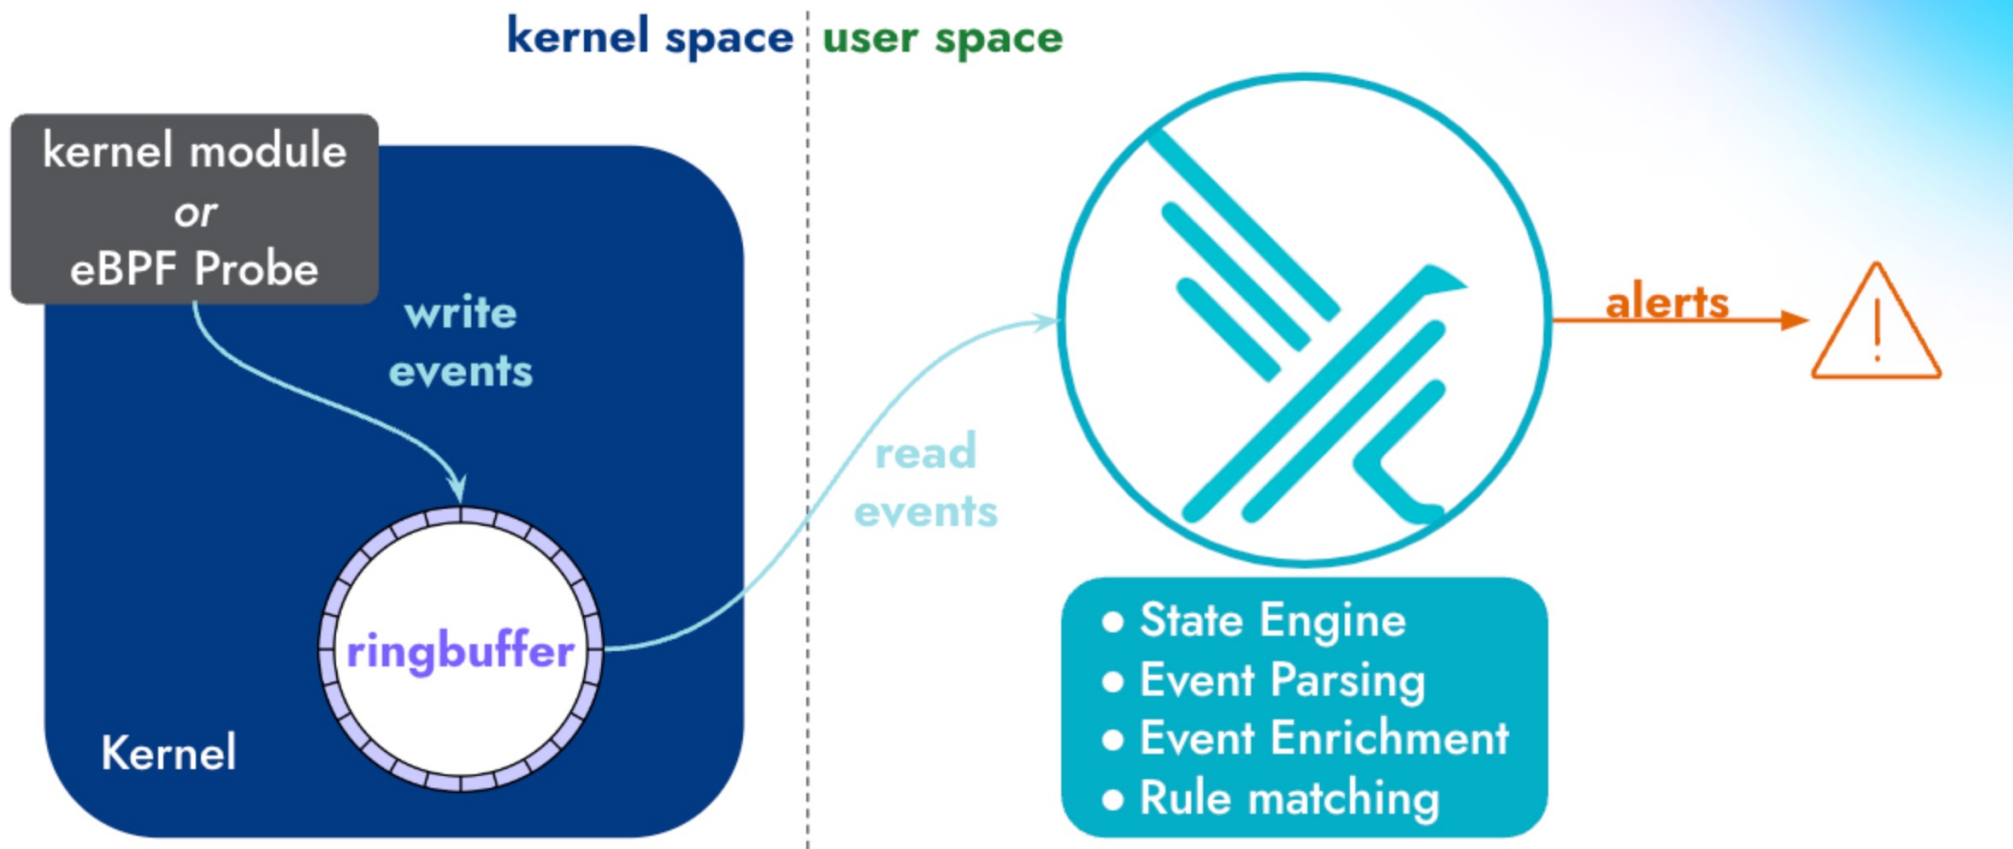 kernel space
user space
kernel module
or
eBPF Probe
write
events
ringbuffer
Kernel
read
events
alerts
● State Engine
● Event Parsing
● Event Enrichment
● Rule matching